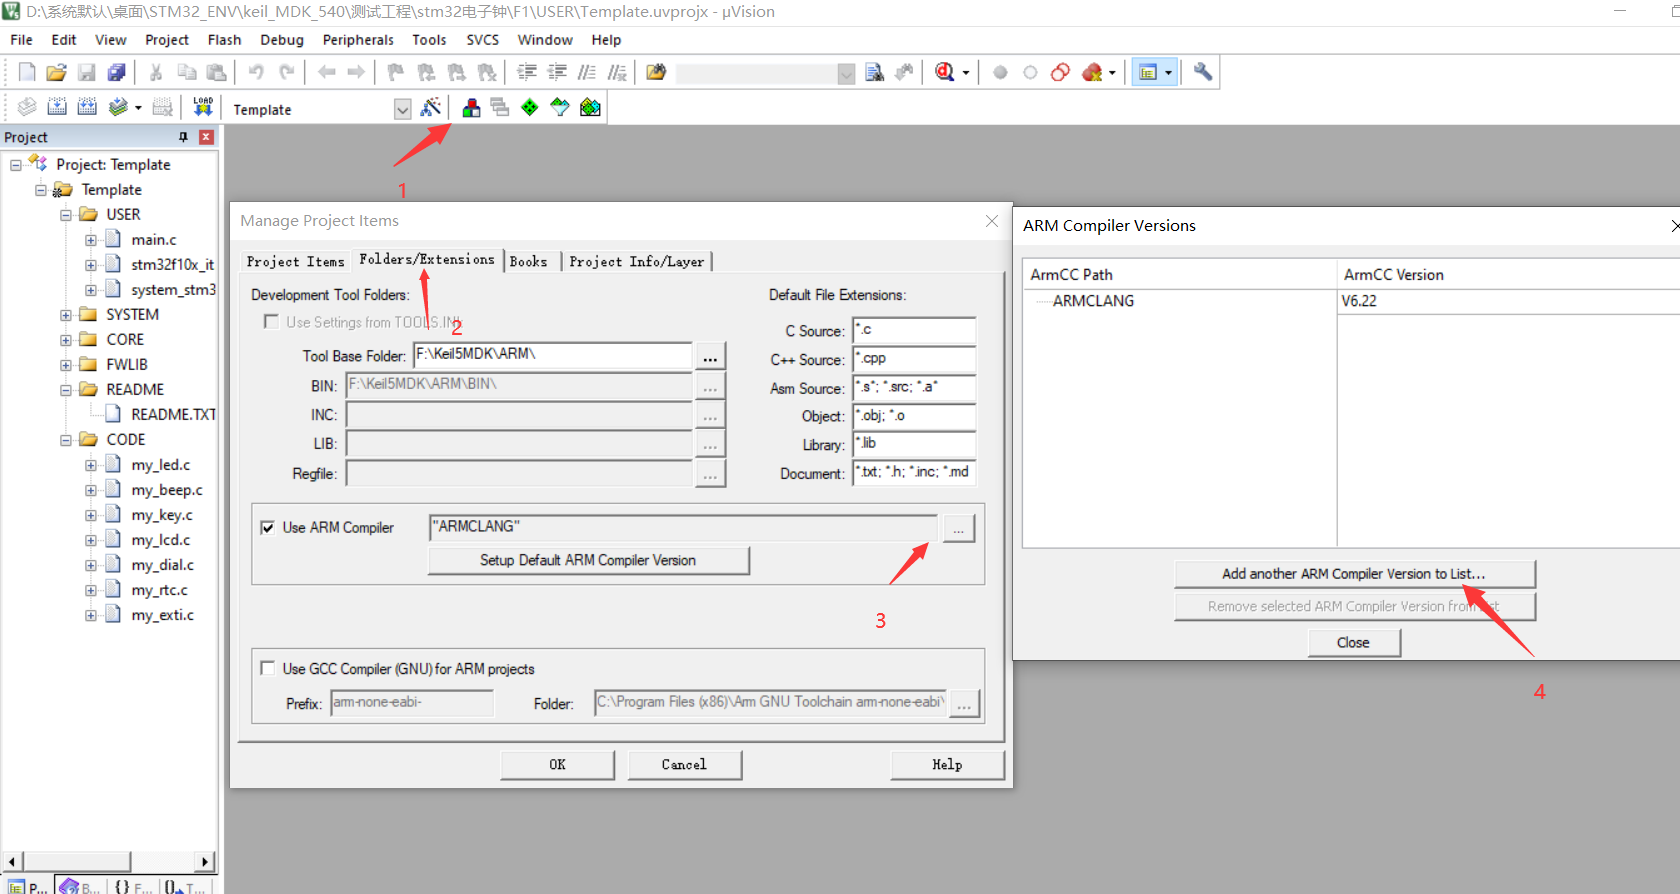 D:\系统默认\桌面\STM32_ENV\keil_MDK_540\测试工程\stm32电子钟\F1\USER\Template.uvprojx - µVision
File Edit View Project Flash Debug Peripherals Tools SVCS Window Help
LOAD
Template
Project
1
Project: Template
Template
USER
main.c
stm32f10x_it
system_stm3
SYSTEM
CORE
FWLIB
README
README.TXT
CODE
my_led.c
my_beep.c
my_key.c
my_lcd.c
my_dial.c
my_rtc.c
my_exti.c
P... B... {} F... T...
Manage Project Items
Project Items Folders/Extensions Books Project Info/Layer
Development Tool Folders:
Use Settings from TOOLS.INI:
2
Tool Base Folder: F:\Keil5MDK\ARM\ ...
BIN: F:\Keil5MDK\ARM\BIN\ ...
INC: ...
LIB: ...
Regfile: ...
Default File Extensions:
C Source: *.c
C++ Source: *.cpp
Asm Source: *.s*; *.src; *.a*
Object: *.obj; *.o
Library: *.lib
Document: *.txt; *.h; *.inc; *.md
Use ARM Compiler "ARMCLANG" ...
Setup Default ARM Compiler Version
3
Use GCC Compiler (GNU) for ARM projects
Prefix: arm-none-eabi- Folder: C:\Program Files (x86)\Arm GNU Toolchain arm-none-eabi\ ...
OK Cancel Help
ARM Compiler Versions
ArmCC Path ArmCC Version
ARMCLANG V6.22
Add another ARM Compiler Version to List...
Remove selected ARM Compiler Version from List
Close
4